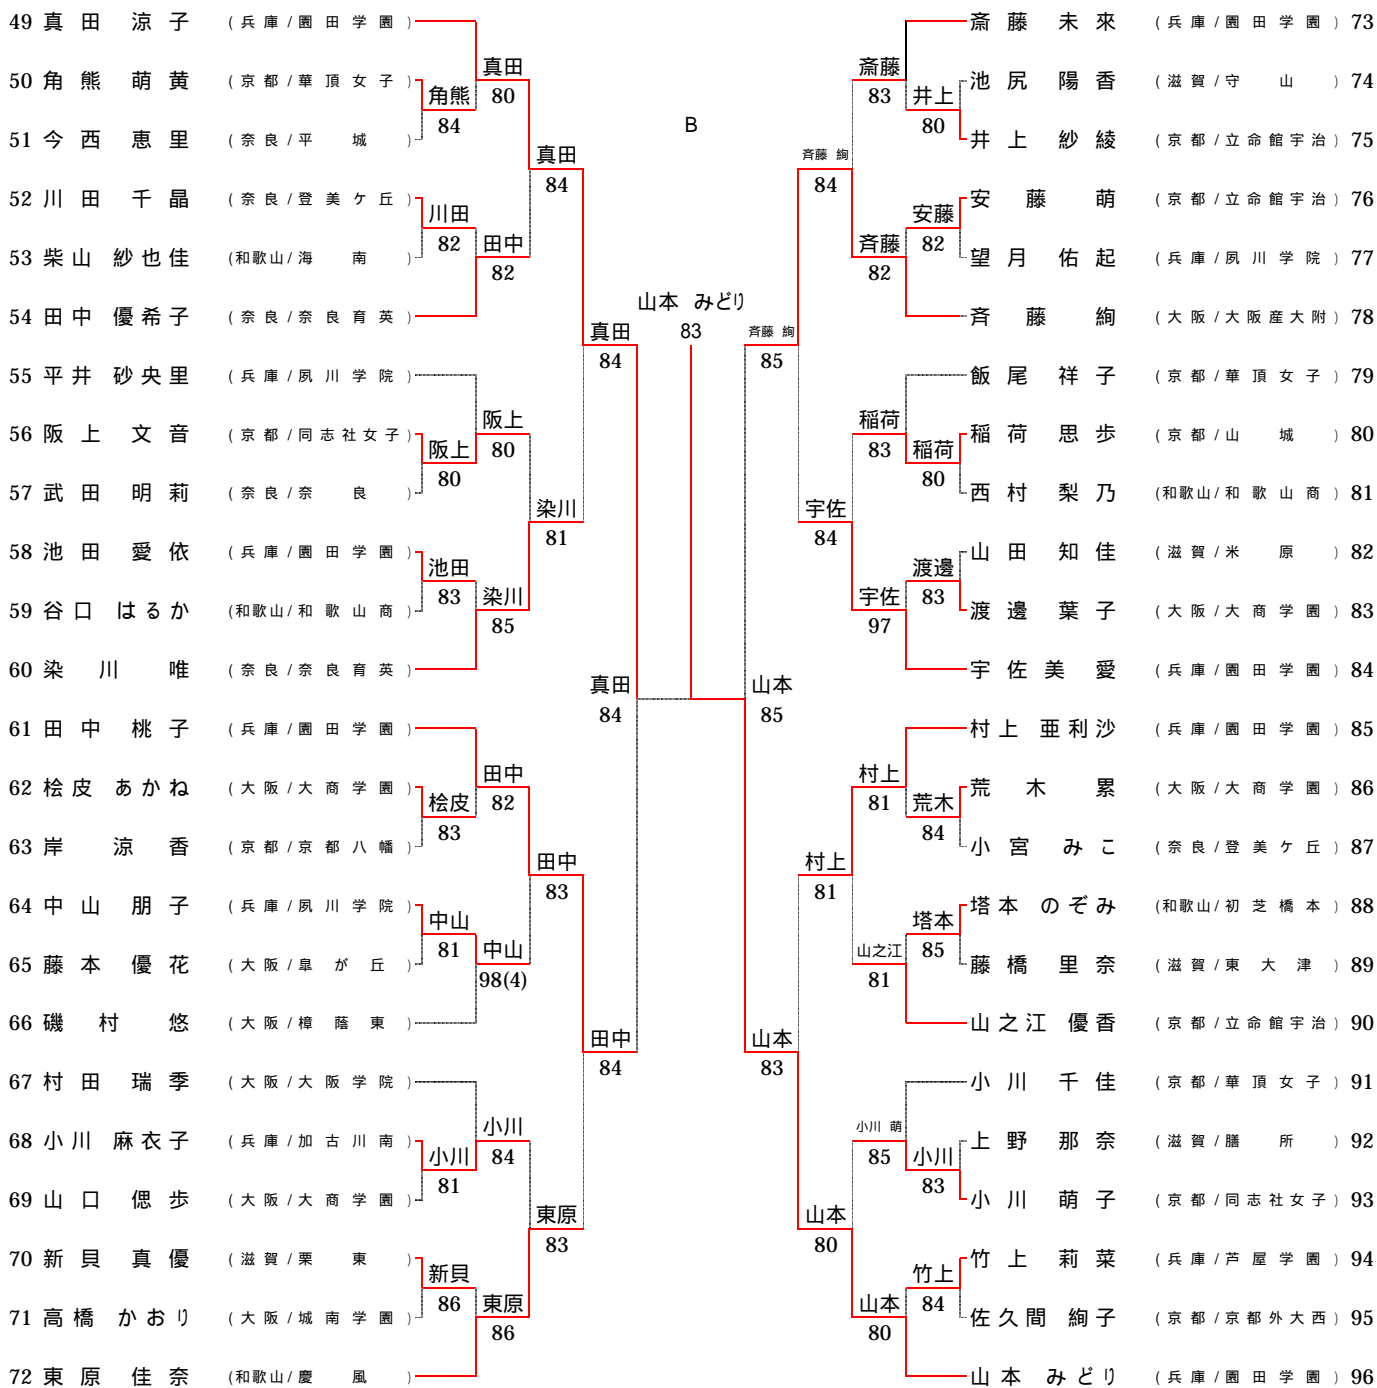 49 真田 涼子 (兵庫/園田学園)
50 角熊 萌黄 (京都/華頂女子)
51 今西 恵里 (奈良/平城)
52 川田 千晶 (奈良/登美ケ丘)
53 柴山 紗也佳 (和歌山/海南)
54 田中 優希子 (奈良/奈良育英)
55 平井 砂央里 (兵庫/夙川学院)
56 阪上 文音 (京都/同志社女子)
57 武田 明莉 (奈良/奈良)
58 池田 愛依 (兵庫/園田学園)
59 谷口 はるか (和歌山/和歌山商)
60 染川 唯 (奈良/奈良育英)
61 田中 桃子 (兵庫/園田学園)
62 桧皮 あかね (大阪/大商学園)
63 岸 涼香 (京都/京都八幡)
64 中山 朋子 (兵庫/夙川学院)
65 藤本 優花 (大阪/皐が丘)
66 磯村 悠 (大阪/樟蔭東)
67 村田 瑞季 (大阪/大阪学院)
68 小川 麻衣子 (兵庫/加古川南)
69 山口 偲歩 (大阪/大商学園)
70 新貝 真優 (滋賀/栗東)
71 高橋 かおり (大阪/城南学園)
72 東原 佳奈 (和歌山/慶風)
角熊
84
川田
82
阪上
80
池田
83
桧皮
83
中山
81
小川
81
新貝
86
真田
80
田中
82
阪上
80
染川
85
田中
82
中山
98(4)
小川
84
東原
86
真田
84
染川
81
田中
83
東原
83
真田
84
田中
84
真田
84
B
山本 みどり
83
山本
85
斉藤 絢
85
山本
83
斉藤 絢
84
宇佐
84
村上
81
山本
80
斎藤
83
斉藤
82
稲荷
83
宇佐
97
村上
81
山之江
81
小川 萌
85
山本
80
井上
80
安藤
82
稲荷
80
渡邊
83
荒木
84
塔本
85
小川
83
竹上
84
斎藤 未來 (兵庫/園田学園) 73
池尻 陽香 (滋賀/守山) 74
井上 紗綾 (京都/立命館宇治) 75
安藤 萌 (京都/立命館宇治) 76
望月 佑起 (兵庫/夙川学院) 77
斉藤 絢 (大阪/大阪産大附) 78
飯尾 祥子 (京都/華頂女子) 79
稲荷 思歩 (京都/山城) 80
西村 梨乃 (和歌山/和歌山商) 81
山田 知佳 (滋賀/米原) 82
渡邊 葉子 (大阪/大商学園) 83
宇佐美 愛 (兵庫/園田学園) 84
村上 亜利沙 (兵庫/園田学園) 85
荒木 累 (大阪/大商学園) 86
小宮 みこ (奈良/登美ケ丘) 87
塔本 のぞみ (和歌山/初芝橋本) 88
藤橋 里奈 (滋賀/東大津) 89
山之江 優香 (京都/立命館宇治) 90
小川 千佳 (京都/華頂女子) 91
上野 那奈 (滋賀/膳所) 92
小川 萌子 (京都/同志社女子) 93
竹上 莉菜 (兵庫/芦屋学園) 94
佐久間 絢子 (京都/京都外大西) 95
山本 みどり (兵庫/園田学園) 96